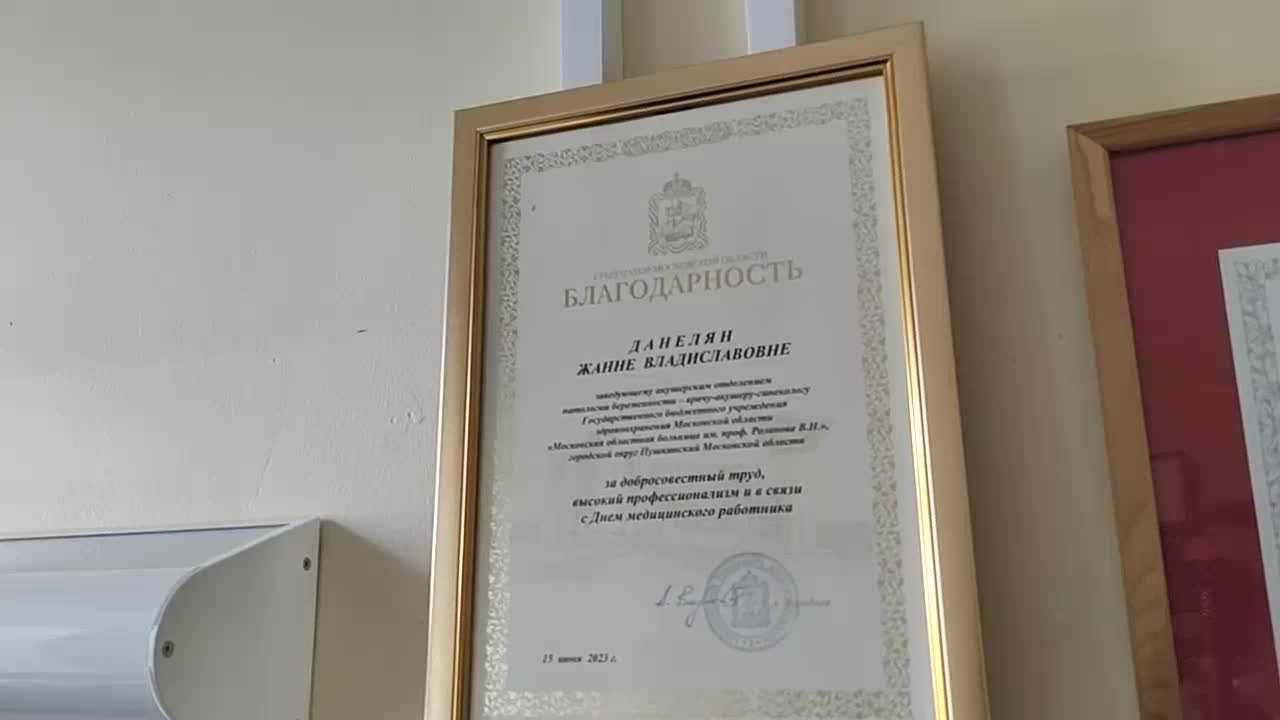 ГУБЕРНАТОР МОСКОВСКОЙ ОБЛАСТИ
БЛАГОДАРНОСТЬ
ДАНЕЛЯН
ЖАННЕ ВЛАДИСЛАВОВНЕ
заведующему акушерским отделением
патологии беременности – врачу-акушеру-гинекологу
Государственного бюджетного учреждения
здравоохранения Московской области
«Московская областная больница им. проф. Розанова В.Н.»,
городской округ Пушкинский Московской области
за добросовестный труд,
высокий профессионализм и в связи
с Днем медицинского работника
15 июня 2023 г.